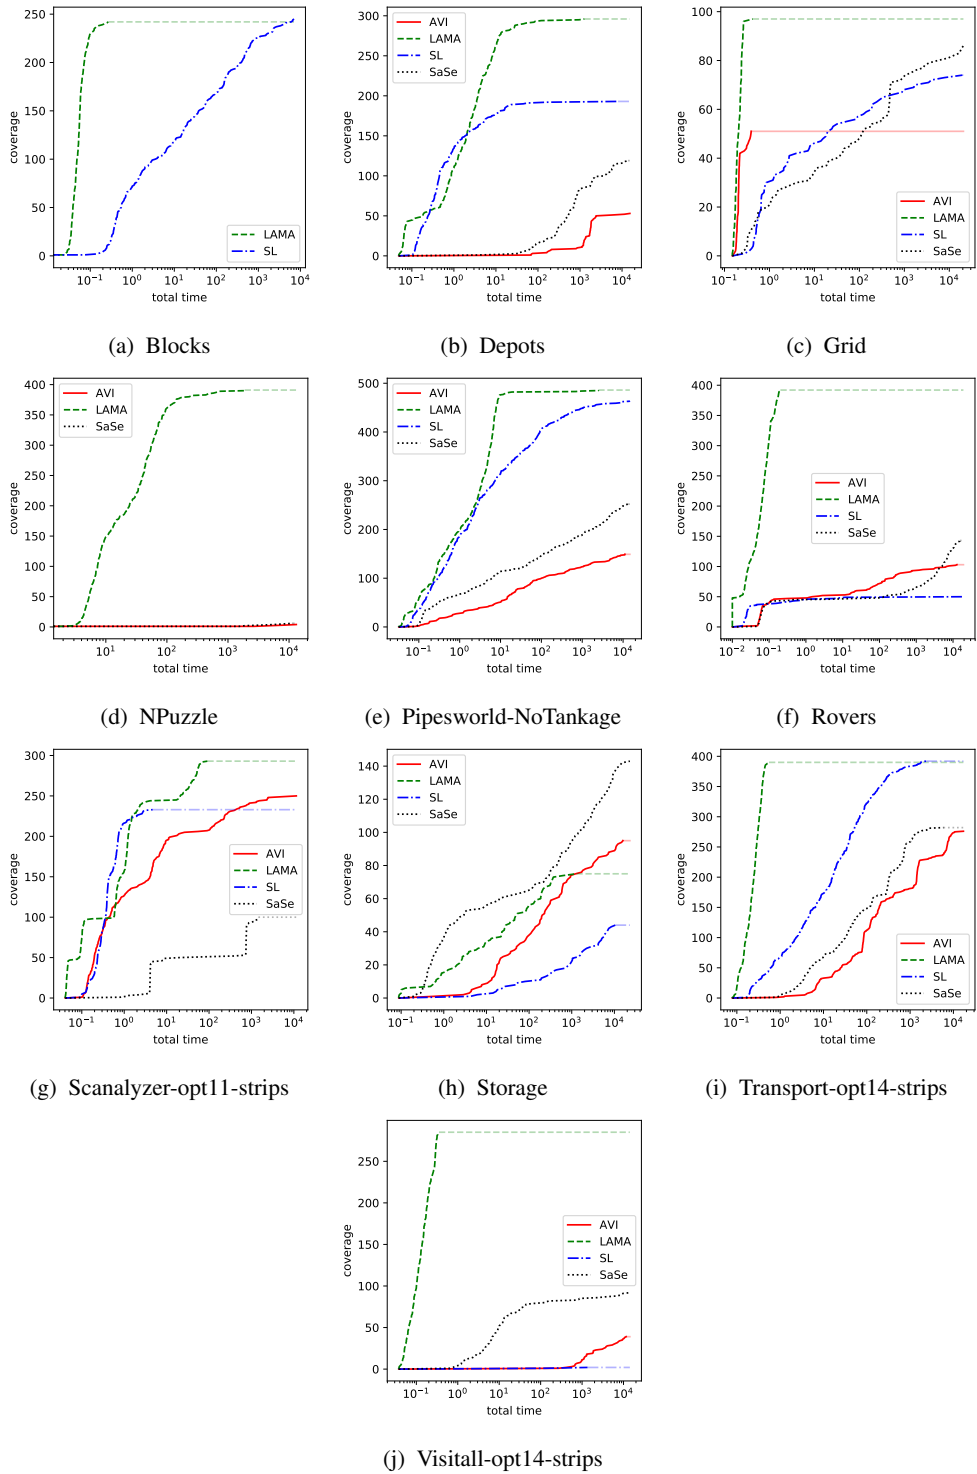 250
200
150
100
50
0
coverage
10⁻¹ 10⁰ 10¹ 10² 10³ 10⁴
total time
LAMA
SL
(a) Blocks
300
250
200
150
100
50
0
coverage
10⁻¹ 10⁰ 10¹ 10² 10³ 10⁴
total time
AVI
LAMA
SL
SaSe
(b) Depots
100
80
60
40
20
0
coverage
10⁻¹ 10⁰ 10¹ 10² 10³ 10⁴
total time
AVI
LAMA
SL
SaSe
(c) Grid
400
350
300
250
200
150
100
50
0
coverage
10¹ 10² 10³ 10⁴
total time
AVI
LAMA
SaSe
(d) NPuzzle
500
400
300
200
100
0
coverage
10⁻¹ 10⁰ 10¹ 10² 10³ 10⁴
total time
AVI
LAMA
SL
SaSe
(e) Pipesworld-NoTankage
400
350
300
250
200
150
100
50
0
coverage
10⁻² 10⁻¹ 10⁰ 10¹ 10² 10³ 10⁴
total time
AVI
LAMA
SL
SaSe
(f) Rovers
300
250
200
150
100
50
0
coverage
10⁻¹ 10⁰ 10¹ 10² 10³ 10⁴
total time
AVI
LAMA
SL
SaSe
(g) Scanalyzer-opt11-strips
140
120
100
80
60
40
20
0
coverage
10⁻¹ 10⁰ 10¹ 10² 10³ 10⁴
total time
AVI
LAMA
SL
SaSe
(h) Storage
400
350
300
250
200
150
100
50
0
coverage
10⁻¹ 10⁰ 10¹ 10² 10³ 10⁴
total time
AVI
LAMA
SL
SaSe
(i) Transport-opt14-strips
250
200
150
100
50
0
coverage
10⁻¹ 10⁰ 10¹ 10² 10³ 10⁴
total time
AVI
LAMA
SL
SaSe
(j) Visitall-opt14-strips